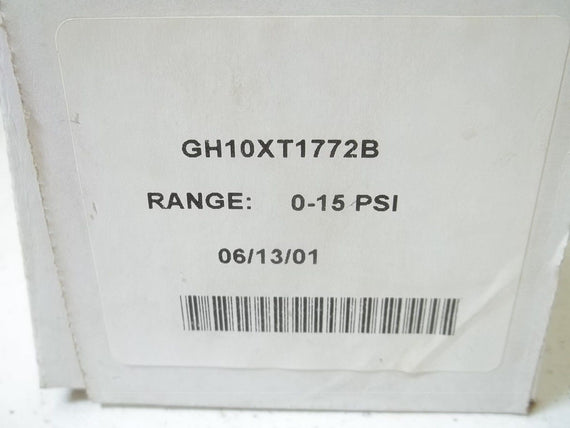 GH10XT1772B
RANGE: 0-15 PSI
06/13/01